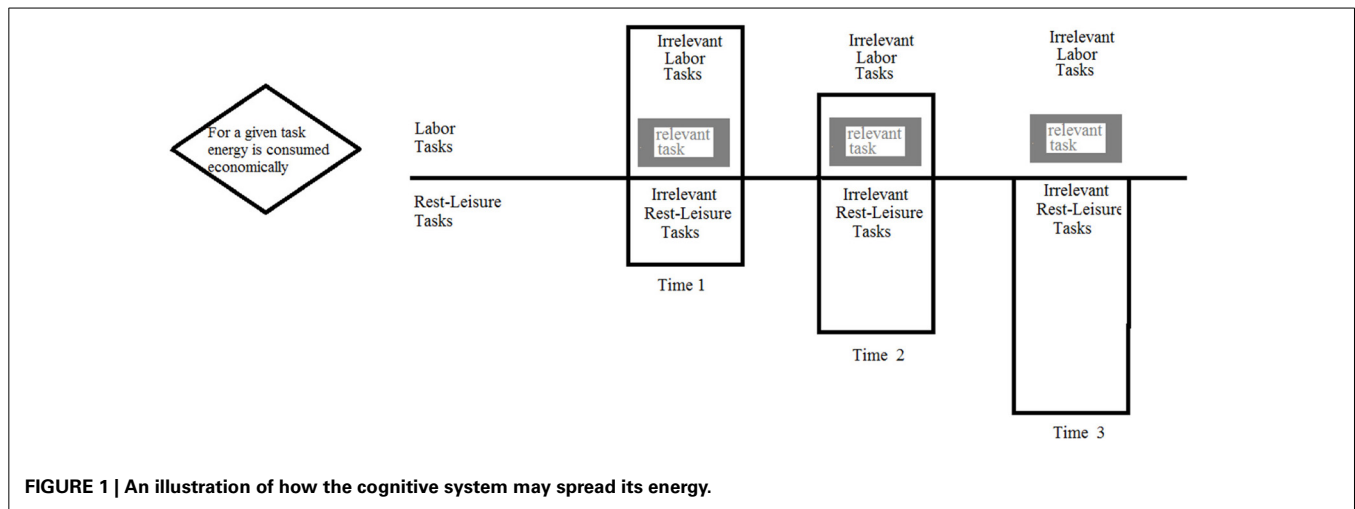 For a given task
energy is consumed
economically
Labor
Tasks
Rest-Leisure
Tasks
Irrelevant
Labor
Tasks
relevant
task
Irrelevant
Rest-Leisure
Tasks
Time 1
Irrelevant
Labor
Tasks
relevant
task
Irrelevant
Rest-Leisure
Tasks
Time 2
Irrelevant
Labor
Tasks
relevant
task
Irrelevant
Rest-Leisure
Tasks
Time 3
FIGURE 1 | An illustration of how the cognitive system may spread its energy.